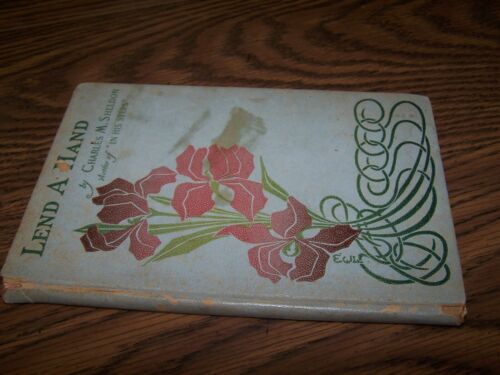 LEND A HAND
by CHARLES M. SHELDON
Author of "IN HIS STEPS"